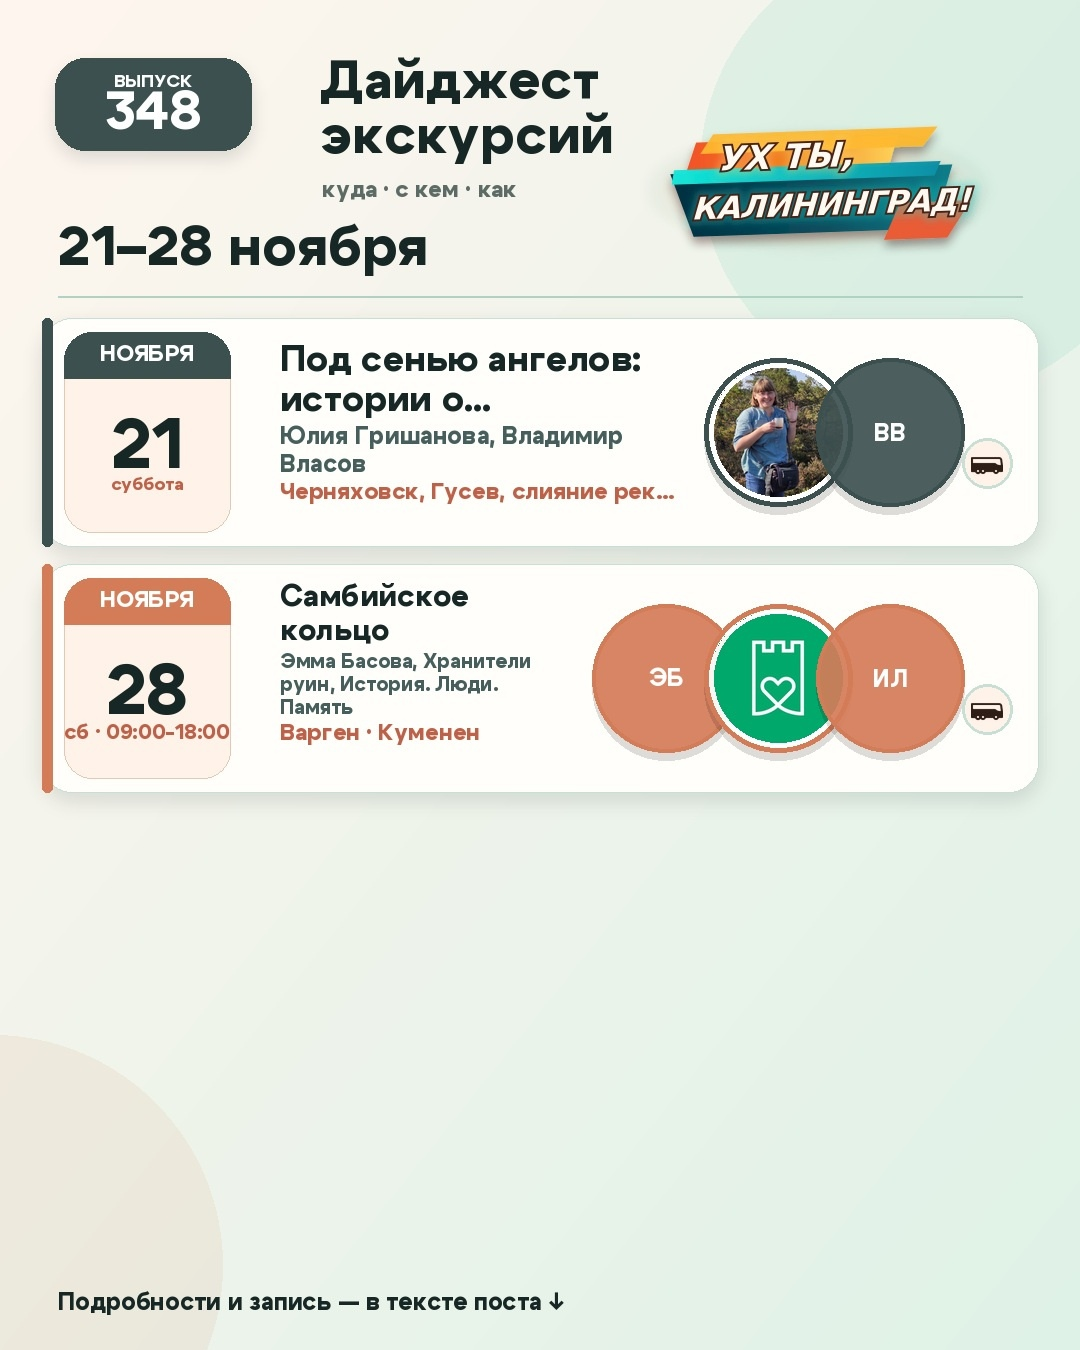 ВЫПУСК
348
Дайджест
экскурсий
куда · с кем · как
УХ ТЫ,
КАЛИНИНГРАД!
21–28 ноября
НОЯБРЯ
21
суббота
Под сенью ангелов:
истории о...
Юлия Гришанова, Владимир
Власов
Черняховск, Гусев, слияние рек...
ВВ
НОЯБРЯ
28
сб · 09:00-18:00
Самбийское
кольцо
Эмма Басова, Хранители
руин, История. Люди.
Память
Варген · Куменен
ЭБ
ИЛ
Подробности и запись — в тексте поста ↓